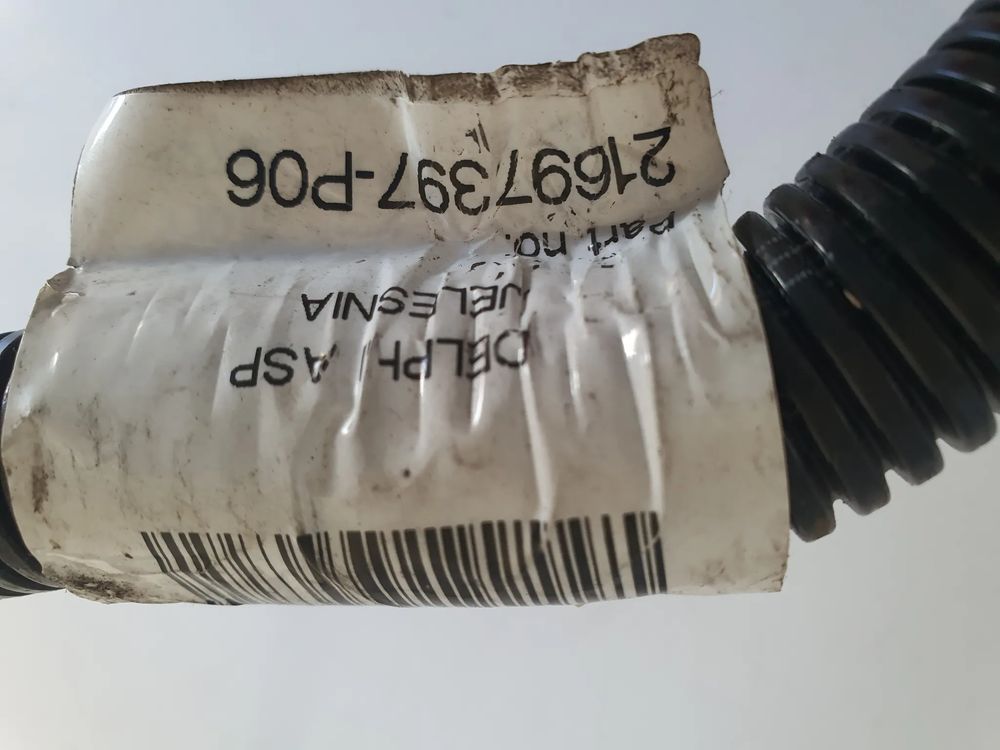 DELPHI ASP
JELESNIA
Part no.
21697397-P06